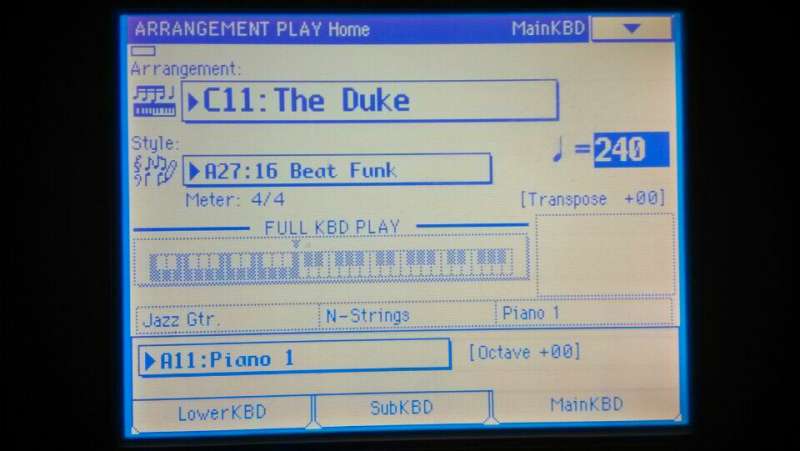 ARRANGEMENT PLAY Home MainKBD
Arrangement:
C11:The Duke
Style:
=240
A27:16 Beat Funk
Meter: 4/4 [Transpose +00]
FULL KBD PLAY
Jazz Gtr. N-Strings Piano 1
A11:Piano 1 [Octave +00]
LowerKBD SubKBD MainKBD